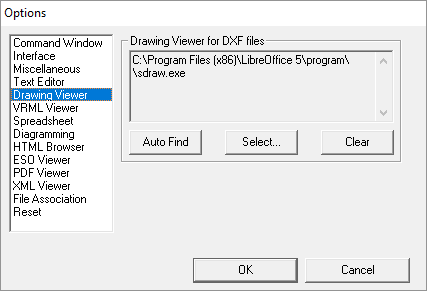 Options
Command Window
Interface
Miscellaneous
Text Editor
Drawing Viewer
VRML Viewer
Spreadsheet
Diagramming
HTML Browser
ESO Viewer
PDF Viewer
XML Viewer
File Association
Reset
Drawing Viewer for DXF files
C:\Program Files (x86)\LibreOffice 5\program\
\sdraw.exe
Auto Find Select... Clear
OK Cancel